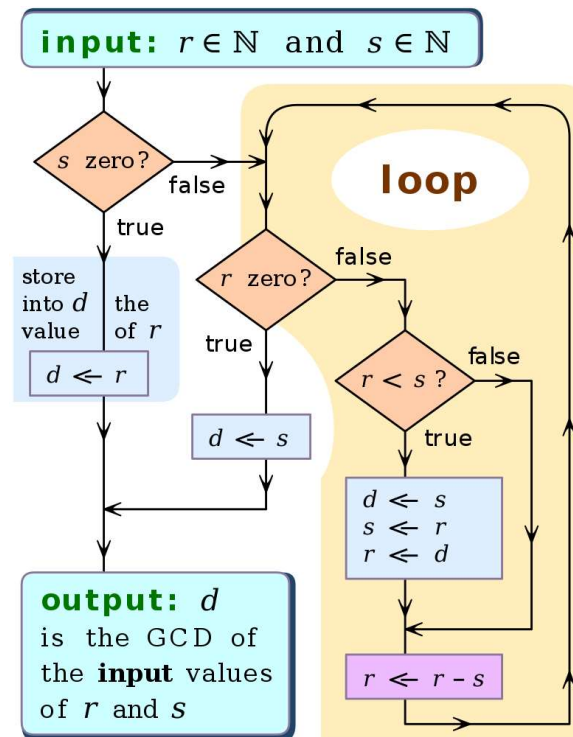 input: r ∈ ℕ and s ∈ ℕ
s zero?
false
true
store
into d the
value of r
d ← r
loop
r zero?
false
true
d ← s
r < s ?
false
true
d ← s
s ← r
r ← d
r ← r – s
output: d
is the GCD of
the input values
of r and s